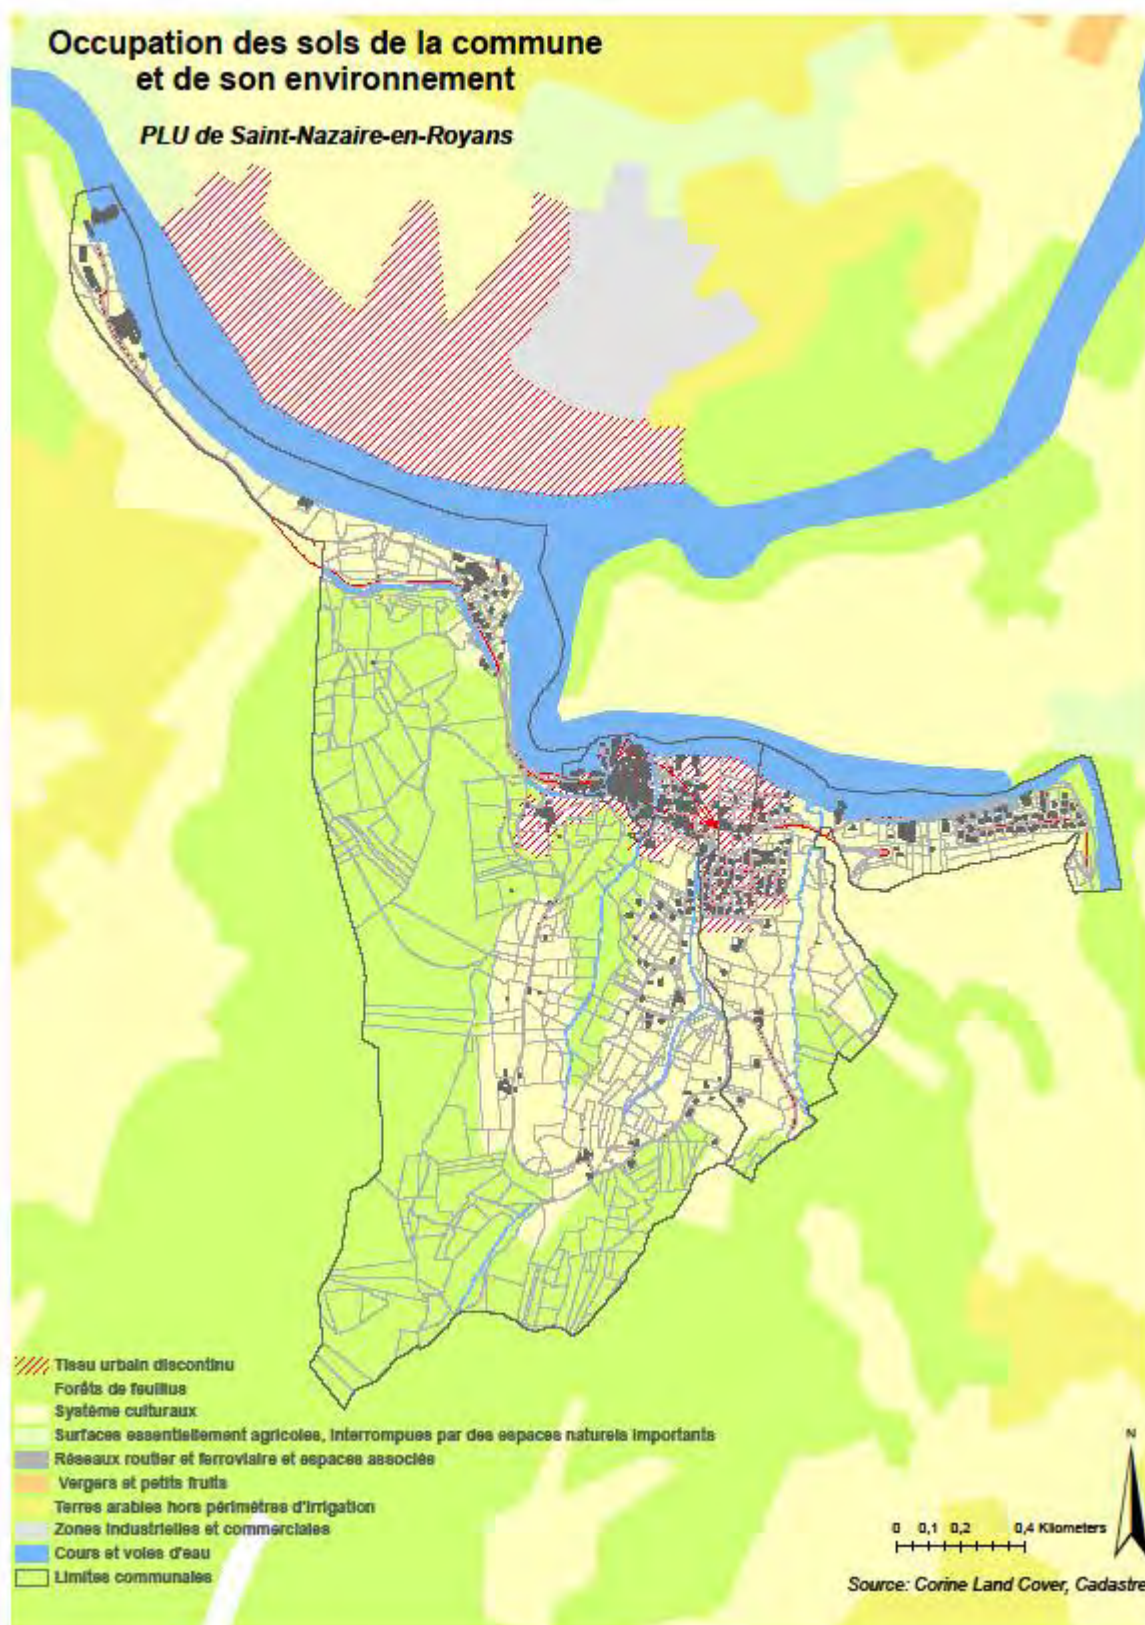 Occupation des sols de la commune
et de son environnement
PLU de Saint-Nazaire-en-Royans
Tissu urbain discontinu
Forêts de feuillus
Système culturaux
Surfaces essentiellement agricoles, interrompues par des espaces naturels importants
Réseaux routier et ferroviaire et espaces associés
Vergers et petits fruits
Terres arables hors périmètres d'irrigation
Zones industrielles et commerciales
Cours et voies d'eau
Limites communales
N
0 0,1 0,2 0,4 Kilometers
Source: Corine Land Cover, Cadastre